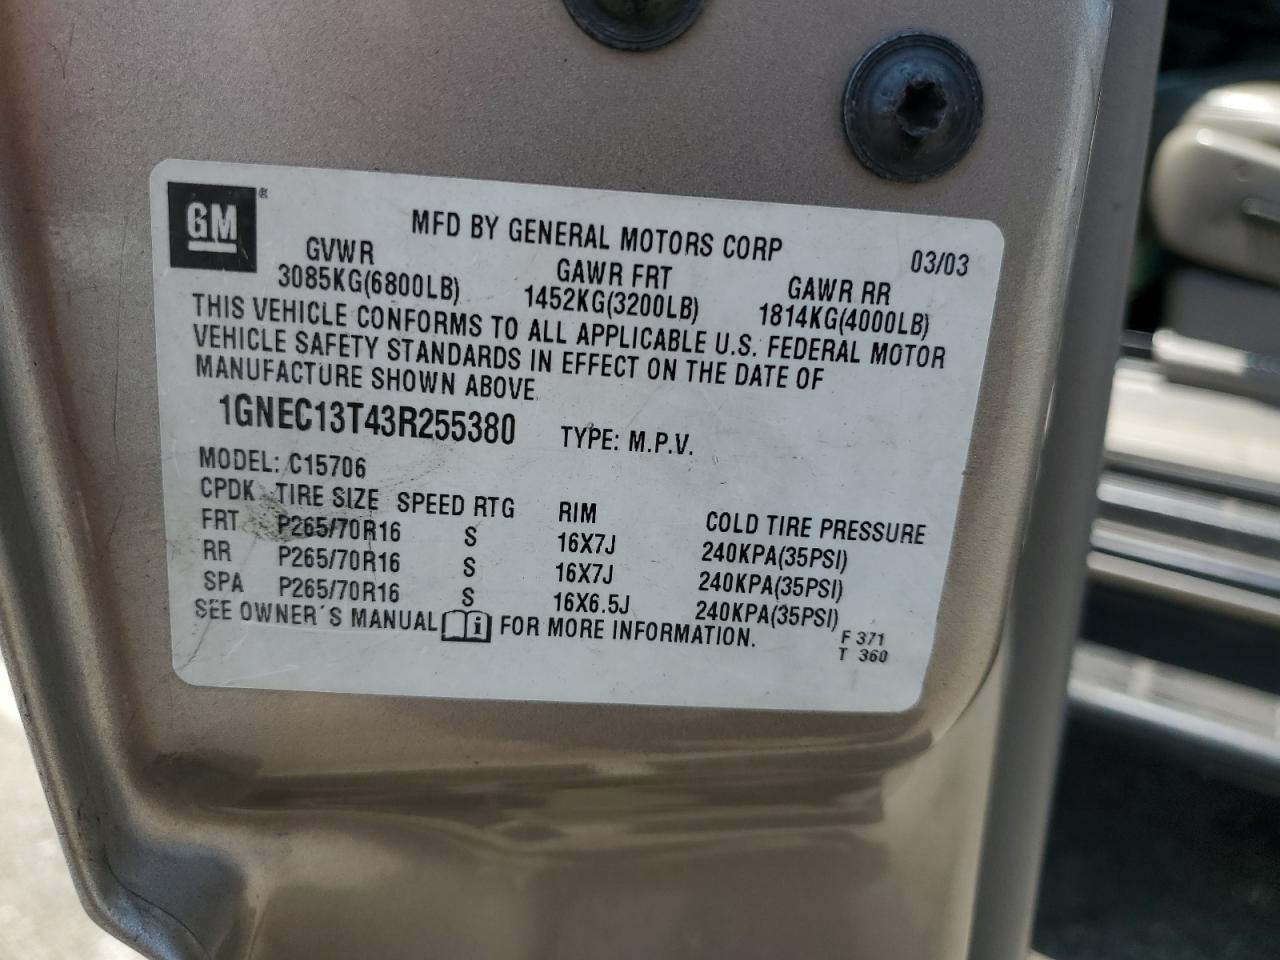 GM ®
MFD BY GENERAL MOTORS CORP 03/03
GVWR GAWR FRT GAWR RR
3085KG(6800LB) 1452KG(3200LB) 1814KG(4000LB)
THIS VEHICLE CONFORMS TO ALL APPLICABLE U.S. FEDERAL MOTOR
VEHICLE SAFETY STANDARDS IN EFFECT ON THE DATE OF
MANUFACTURE SHOWN ABOVE
1GNEC13T43R255380 TYPE: M.P.V.
MODEL: C15706
CPDK TIRE SIZE SPEED RTG RIM COLD TIRE PRESSURE
FRT P265/70R16 S 16X7J 240KPA(35PSI)
RR P265/70R16 S 16X7J 240KPA(35PSI)
SPA P265/70R16 S 16X6.5J 240KPA(35PSI)
SEE OWNER´S MANUAL i FOR MORE INFORMATION.
F 371
T 360